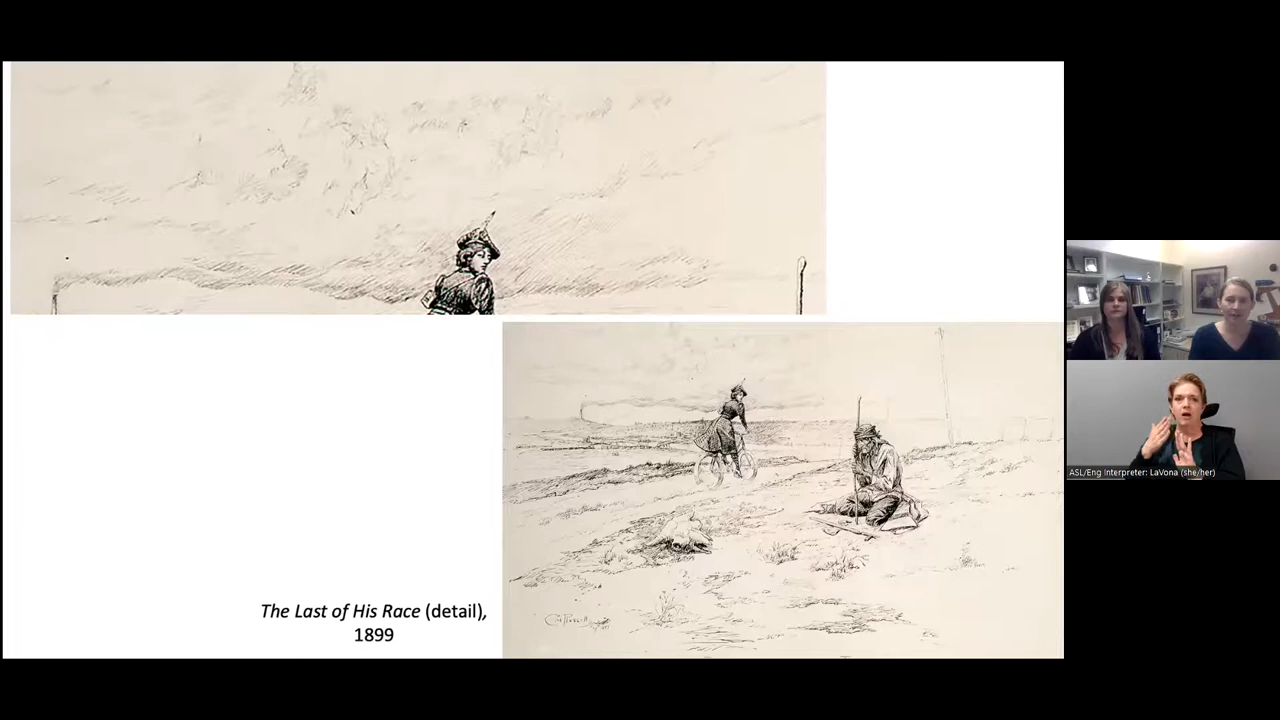 The Last of His Race (detail),
1899
ASL/Eng Interpreter: LaVona (she/her)